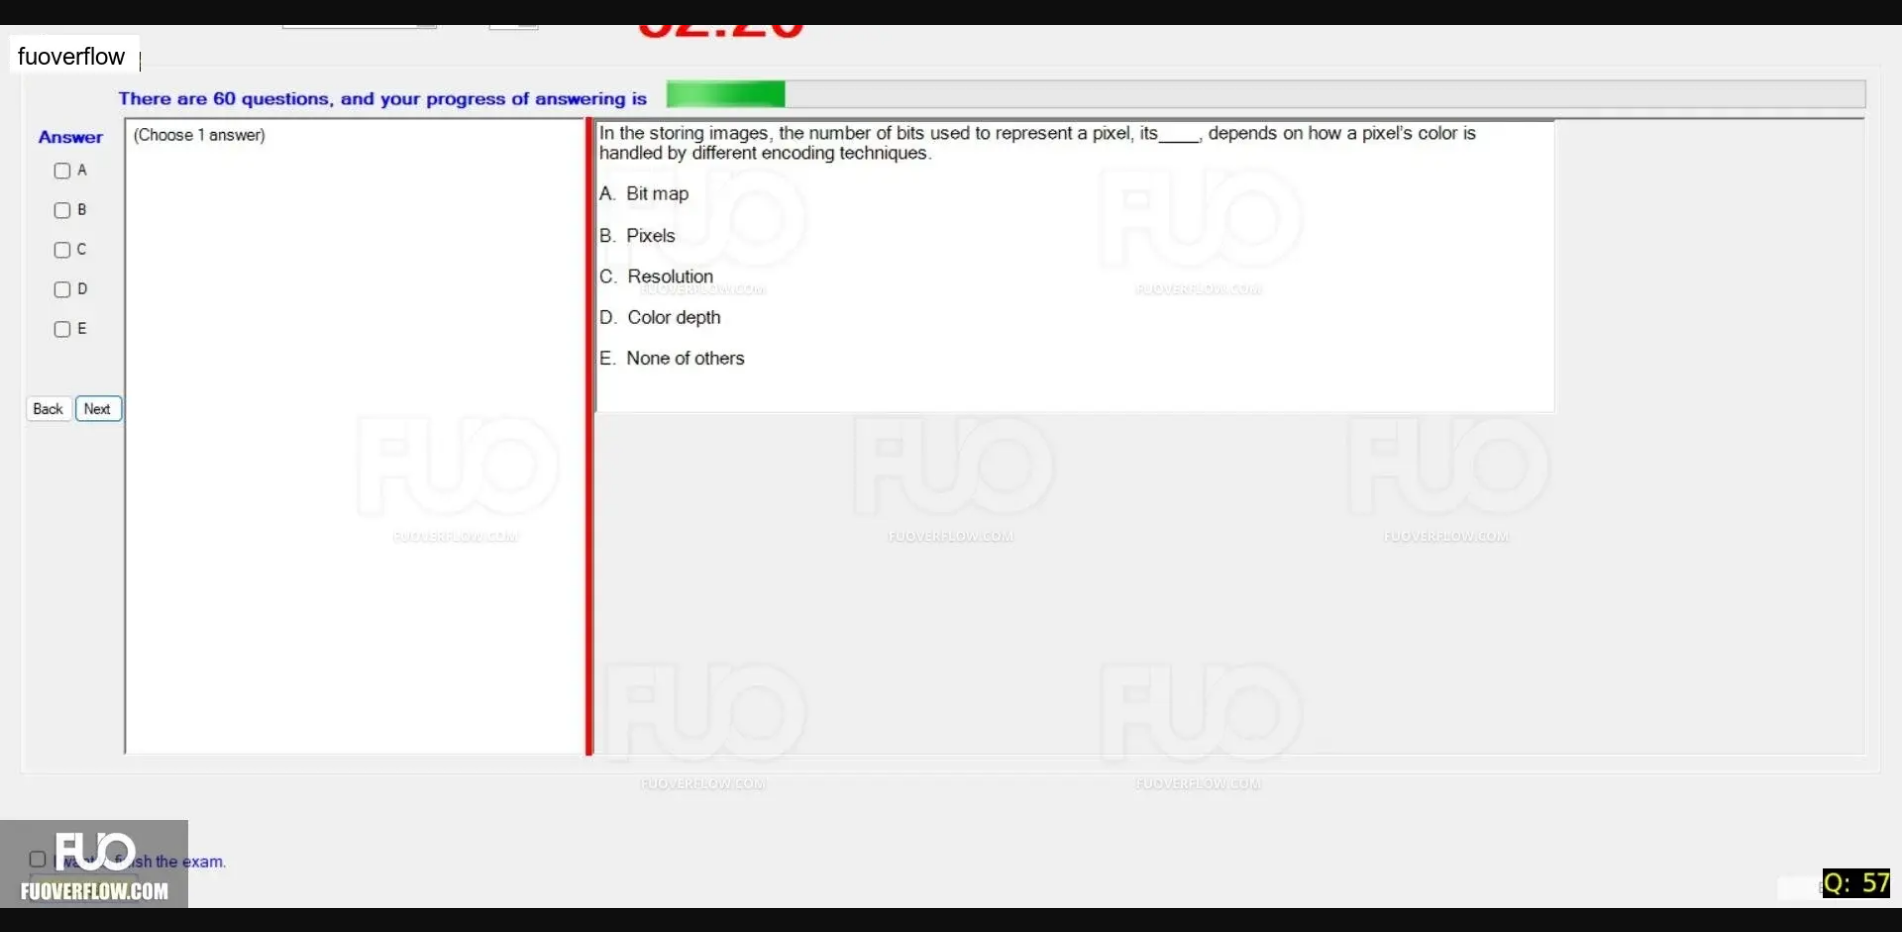 fuoverflow
There are 60 questions, and your progress of answering is
Answer
(Choose 1 answer)
A
B
C
D
E
Back
Next
In the storing images, the number of bits used to represent a pixel, its____, depends on how a pixel's color is
handled by different encoding techniques.
A. Bit map
B. Pixels
C. Resolution
D. Color depth
E. None of others
FUO
FUOVERFLOW.COM
FUO
FUOVERFLOW.COM
FUO
FUOVERFLOW.COM
FUO
FUOVERFLOW.COM
FUO
FUOVERFLOW.COM
FUO
FUOVERFLOW.COM
FUO
FUOVERFLOW.COM
the exam.
FUO
FUOVERFLOW.COM
Q: 57